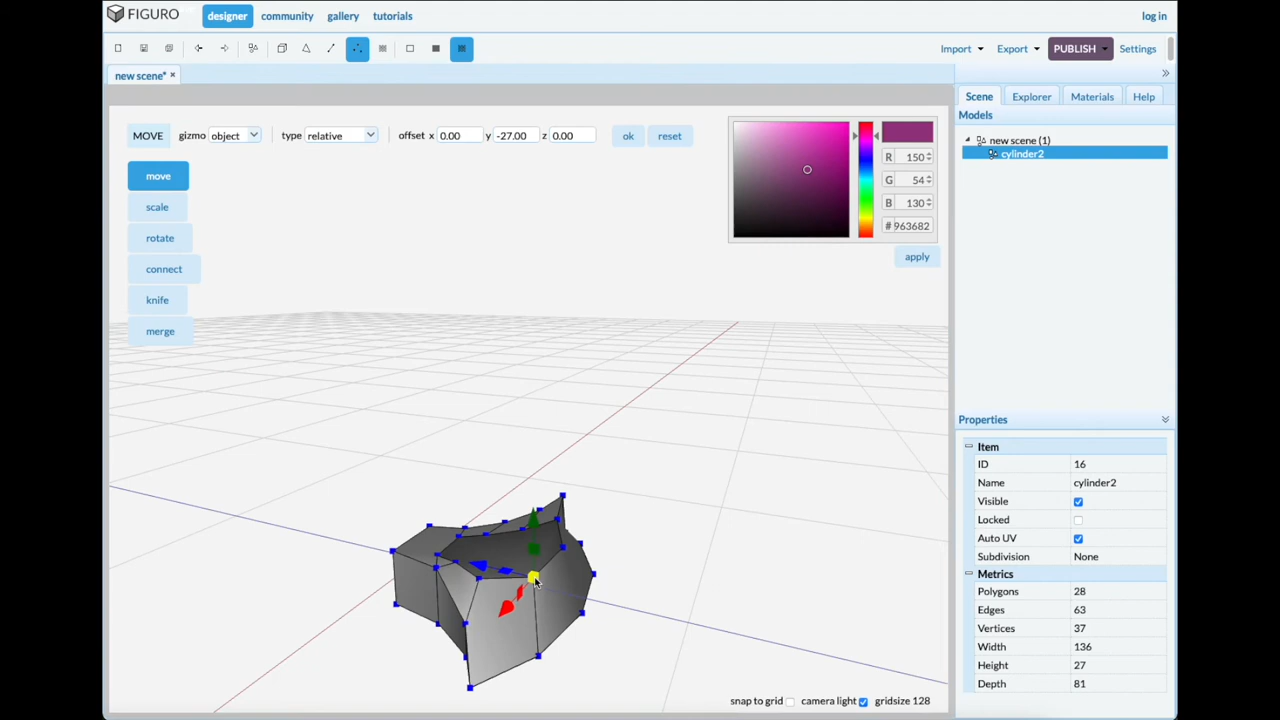 FIGURO designer community gallery tutorials log in
Import Export PUBLISH Settings
new scene* ×
Scene Explorer Materials Help
MOVE gizmo object type relative offset x 0.00 y -27.00 z 0.00 ok reset
move
scale
rotate
connect
knife
merge
R 150
G 54
B 130
# 963682
apply
Models
new scene (1)
cylinder2
Properties
Item
ID 16
Name cylinder2
Visible
Locked
Auto UV
Subdivision None
Metrics
Polygons 28
Edges 63
Vertices 37
Width 136
Height 27
Depth 81
snap to grid camera light gridsize 128